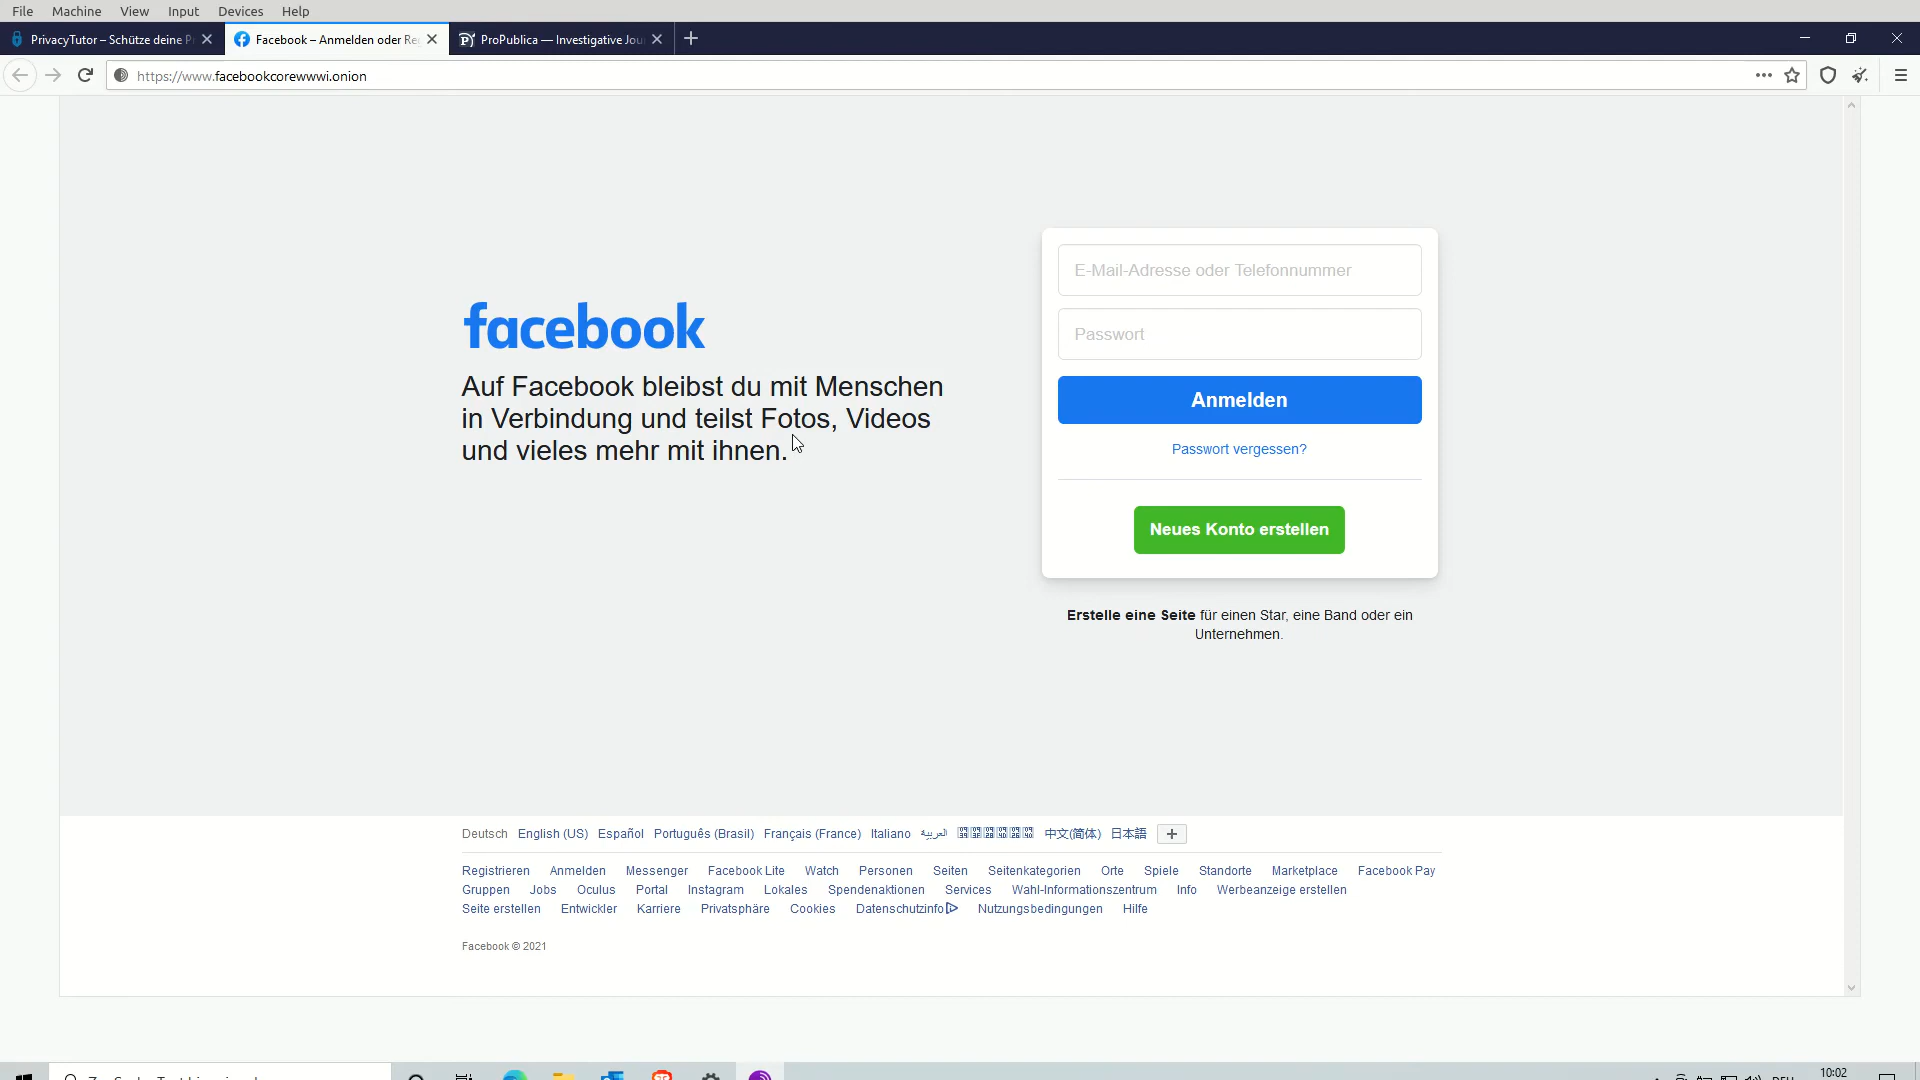 File Machine View Input Devices Help
PrivacyTutor – Schütze deine P
Facebook – Anmelden oder Re
ProPublica — Investigative Jou
https://www.facebookcorewwwi.onion
facebook
Auf Facebook bleibst du mit Menschen
in Verbindung und teilst Fotos, Videos
und vieles mehr mit ihnen.
E-Mail-Adresse oder Telefonnummer
Passwort
Anmelden
Passwort vergessen?
Neues Konto erstellen
Erstelle eine Seite für einen Star, eine Band oder ein
Unternehmen.
Deutsch English (US) Español Português (Brasil) Français (France) Italiano العربية 中文(简体) 日本語 +
Registrieren Anmelden Messenger Facebook Lite Watch Personen Seiten Seitenkategorien Orte Spiele Standorte Marketplace Facebook Pay
Gruppen Jobs Oculus Portal Instagram Lokales Spendenaktionen Services Wahl-Informationszentrum Info Werbeanzeige erstellen
Seite erstellen Entwickler Karriere Privatsphäre Cookies Datenschutzinfo Nutzungsbedingungen Hilfe
Facebook © 2021
10:02